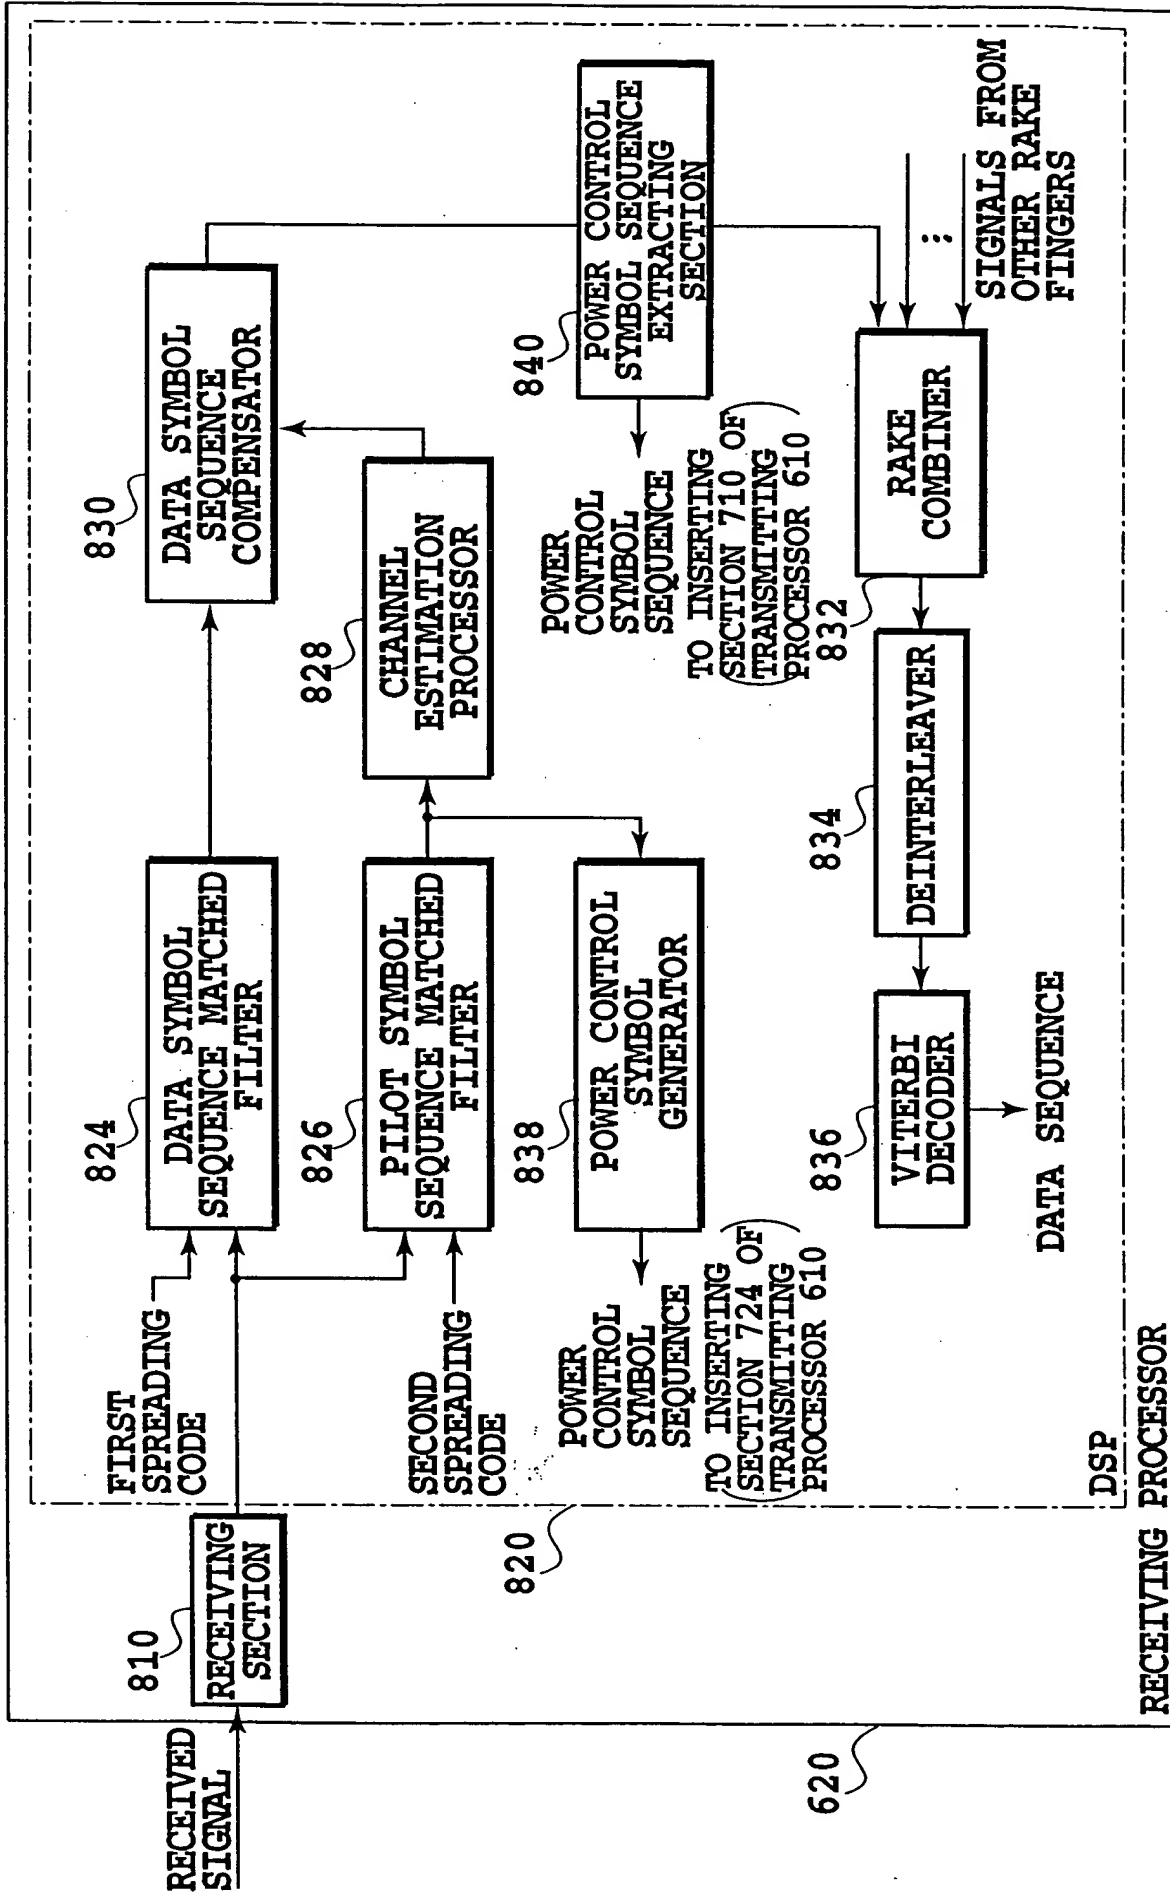 RECEIVED
SIGNAL
810
RECEIVING
SECTION
FIRST
SPREADING
CODE
824
DATA SYMBOL
SEQUENCE MATCHED
FILTER
830
DATA SYMBOL
SEQUENCE
COMPENSATOR
SECOND
SPREADING
CODE
826
PILOT SYMBOL
SEQUENCE MATCHED
FILTER
828
CHANNEL
ESTIMATION
PROCESSOR
820
838
POWER CONTROL
SYMBOL
GENERATOR
POWER
CONTROL
SYMBOL
SEQUENCE
(TO INSERTING
SECTION 724 OF
TRANSMITTING
PROCESSOR 610)
840
POWER CONTROL
SYMBOL SEQUENCE
EXTRACTING
SECTION
POWER
CONTROL
SYMBOL
SEQUENCE
(TO INSERTING
SECTION 710 OF
TRANSMITTING
PROCESSOR 610)
620
836
VITERBI
DECODER
834
DEINTERLEAVER
832
RAKE
COMBINER
SIGNALS FROM
OTHER RAKE
FINGERS
DATA SEQUENCE
DSP
RECEIVING PROCESSOR